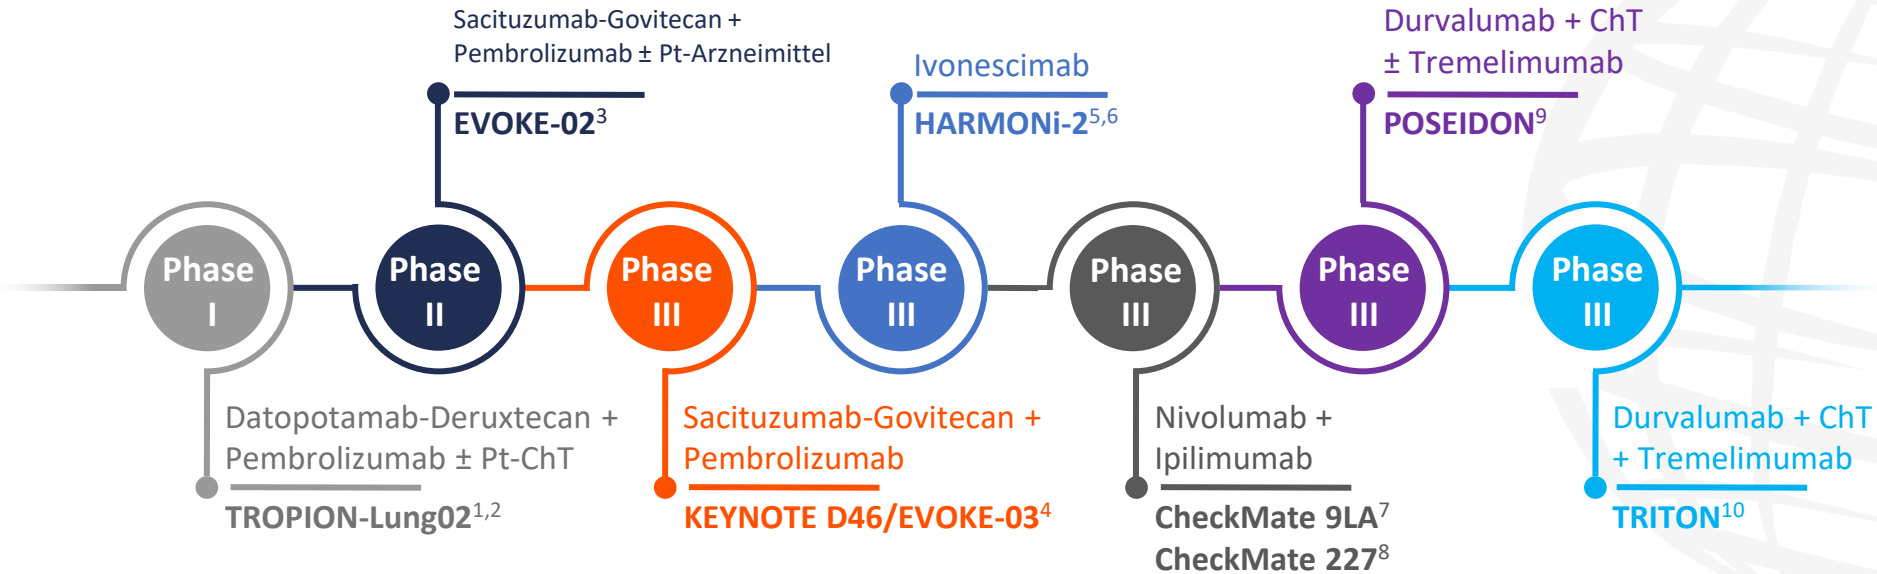 Sacituzumab-Govitecan +
Pembrolizumab ± Pt-Arzneimittel
EVOKE-02³
Ivonescimab
HARMONi-2⁵,⁶
Durvalumab + ChT
± Tremelimumab
POSEIDON⁹
Phase
I
Phase
II
Phase
III
Phase
III
Phase
III
Phase
III
Phase
III
Datopotamab-Deruxtecan +
Pembrolizumab ± Pt-ChT
TROPION-Lung02¹,²
Sacituzumab-Govitecan +
Pembrolizumab
KEYNOTE D46/EVOKE-03⁴
Nivolumab +
Ipilimumab
CheckMate 9LA⁷
CheckMate 227⁸
Durvalumab + ChT
+ Tremelimumab
TRITON¹⁰